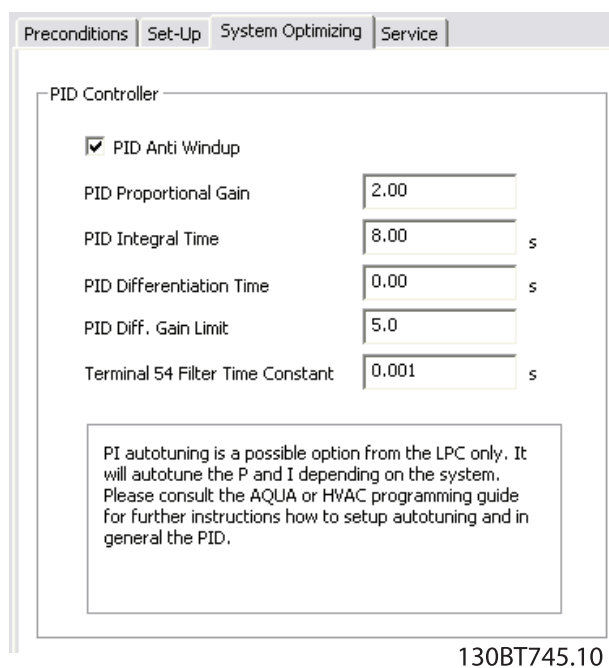 Preconditions Set-Up System Optimizing Service
PID Controller
PID Anti Windup
PID Proportional Gain 2.00
PID Integral Time 8.00 s
PID Differentiation Time 0.00 s
PID Diff. Gain Limit 5.0
Terminal 54 Filter Time Constant 0.001 s
PI autotuning is a possible option from the LPC only. It
will autotune the P and I depending on the system.
Please consult the AQUA or HVAC programming guide
for further instructions how to setup autotuning and in
general the PID.
130BT745.10